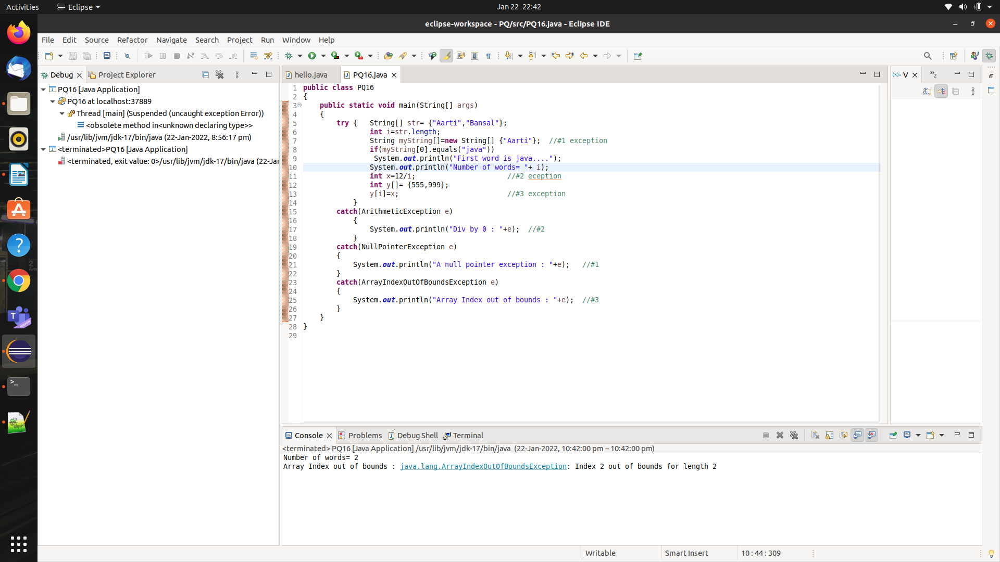 Activities Eclipse Jan 22 22:42
eclipse-workspace - PQ/src/PQ16.java - Eclipse IDE
File Edit Source Refactor Navigate Search Project Run Window Help
Debug Project Explorer
PQ16 [Java Application]
PQ16 at localhost:37889
Thread [main] (Suspended (uncaught exception Error))
<obsolete method in<unknown declaring type>>
/usr/lib/jvm/jdk-17/bin/java (22-Jan-2022, 8:56:17 pm)
<terminated>PQ16 [Java Application]
<terminated, exit value: 0>/usr/lib/jvm/jdk-17/bin/java (22-Jan
hello.java PQ16.java
(x)= V »2
1 public class PQ16
2 {
3 public static void main(String[] args)
4 {
5 try { String[] str= {"Aarti","Bansal"};
6 int i=str.length;
7 String myString[]=new String[] {"Aarti"}; //#1 exception
8 if(myString[0].equals("java"))
9 System.out.println("First word is java....");
10 System.out.println("Number of words= "+ i);
11 int x=12/i; //#2 eception
12 int y[]= {555,999};
13 y[i]=x; //#3 exception
14 }
15 catch(ArithmeticException e)
16 {
17 System.out.println("Div by 0 : "+e); //#2
18 }
19 catch(NullPointerException e)
20 {
21 System.out.println("A null pointer exception : "+e); //#1
22 }
23 catch(ArrayIndexOutOfBoundsException e)
24 {
25 System.out.println("Array Index out of bounds : "+e); //#3
26 }
27 }
28 }
29
Console Problems Debug Shell Terminal
<terminated> PQ16 [Java Application] /usr/lib/jvm/jdk-17/bin/java (22-Jan-2022, 10:42:00 pm – 10:42:00 pm)
Number of words= 2
Array Index out of bounds : java.lang.ArrayIndexOutOfBoundsException: Index 2 out of bounds for length 2
Writable Smart Insert 10 : 44 : 309